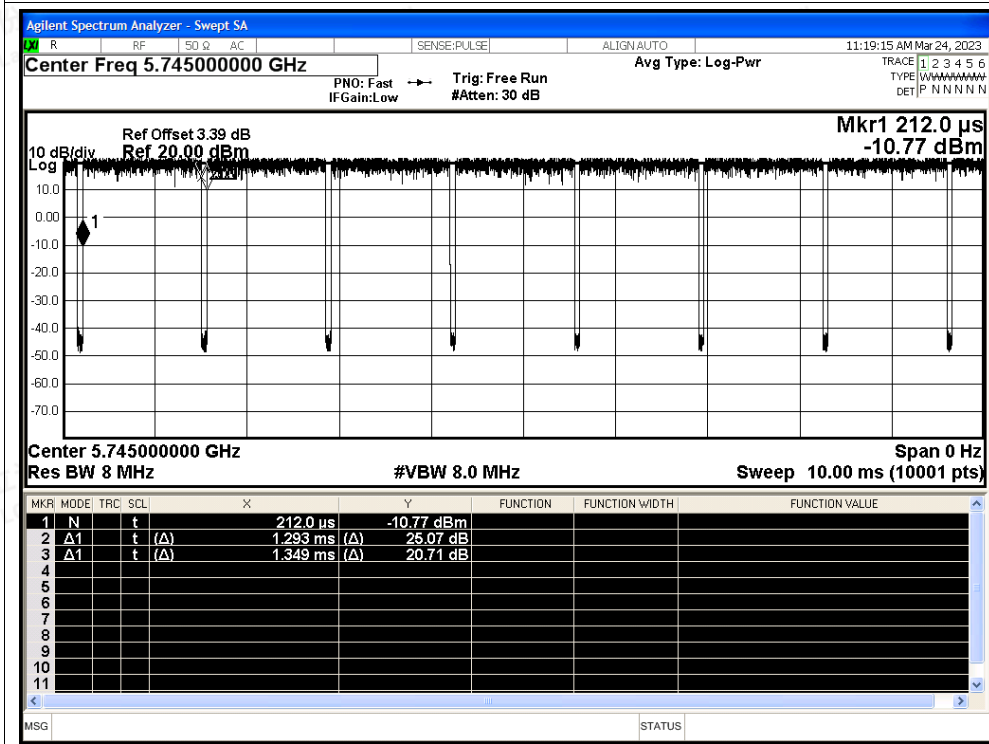 Agilent Spectrum Analyzer - Swept SA
LXI R RF 50 Ω AC SENSE:PULSE ALIGN AUTO 11:19:15 AM Mar 24, 2023
Center Freq 5.745000000 GHz
PNO: Fast
IFGain:Low
Trig: Free Run
#Atten: 30 dB
Avg Type: Log-Pwr
TRACE 1 2 3 4 5 6
TYPE
DET P N N N N N
Mkr1 212.0 µs
-10.77 dBm
Ref Offset 3.39 dB
10 dB/div Ref 20.00 dBm
Log
10.0
0.00
1
-10.0
-20.0
-30.0
-40.0
-50.0
-60.0
-70.0
Center 5.745000000 GHz Span 0 Hz
Res BW 8 MHz #VBW 8.0 MHz Sweep 10.00 ms (10001 pts)
MKR MODE TRC SCL X Y FUNCTION FUNCTION WIDTH FUNCTION VALUE
1 N t 212.0 µs -10.77 dBm
2 Δ1 t (Δ) 1.293 ms (Δ) 25.07 dB
3 Δ1 t (Δ) 1.349 ms (Δ) 20.71 dB
4
5
6
7
8
9
10
11
MSG STATUS